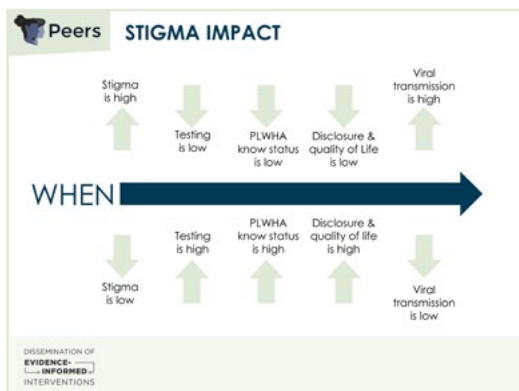 Peers
STIGMA IMPACT
Stigma
is high
Testing
is low
PLWHA
know status
is low
Disclosure &
quality of Life
is low
Viral
transmission
is high
WHEN
Stigma
is low
Testing
is high
PLWHA
know status
is high
Disclosure &
quality of life
is high
Viral
transmission
is low
DISSEMINATION OF
EVIDENCE-
INFORMED
INTERVENTIONS